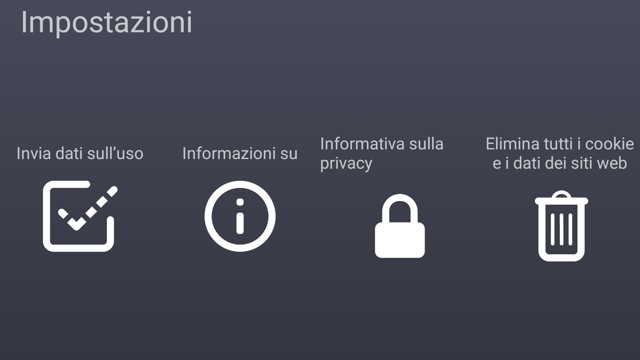 Impostazioni
Invia dati sull’uso
Informazioni su
Informativa sulla
privacy
Elimina tutti i cookie
e i dati dei siti web